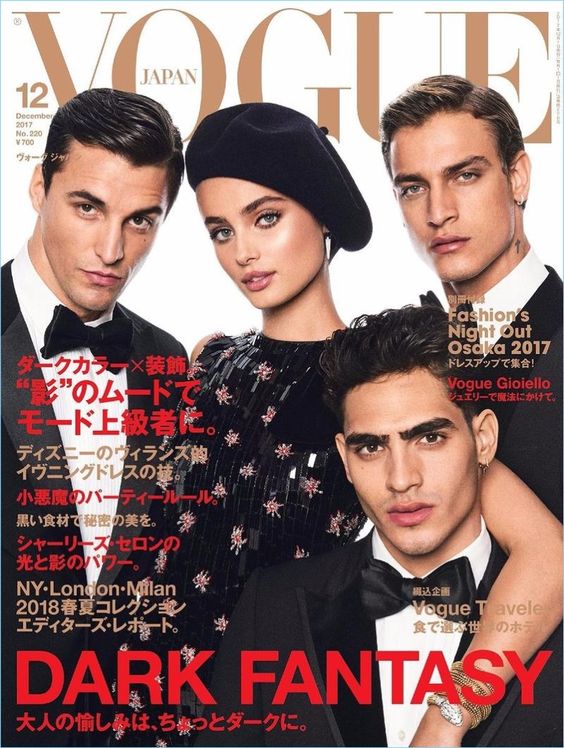 VOGUE
JAPAN
12
December
2017
No. 220
¥ 700
ヴォーグ ジャ
別冊付録
Fashion's
Night Out
Osaka 2017
ドレスアップで集合!
Vogue Gioiello
ジュエリーで魔法にかけて。
ダークカラー×装飾。
“影”のムードで
モード上級者に。
ディズニーのヴィランズ的
イヴニングドレスの技。
小悪魔のパーティールール。
黒い食材で秘密の美を。
シャーリーズ・セロンの
光と影のパワー。
NY・London・Milan
2018春夏コレクション
エディターズ・レポート。
綴込企画
Vogue Travele
食で選ぶ世界のホテ
DARK FANTASY
大人の愉しみは、ちょっとダークに。